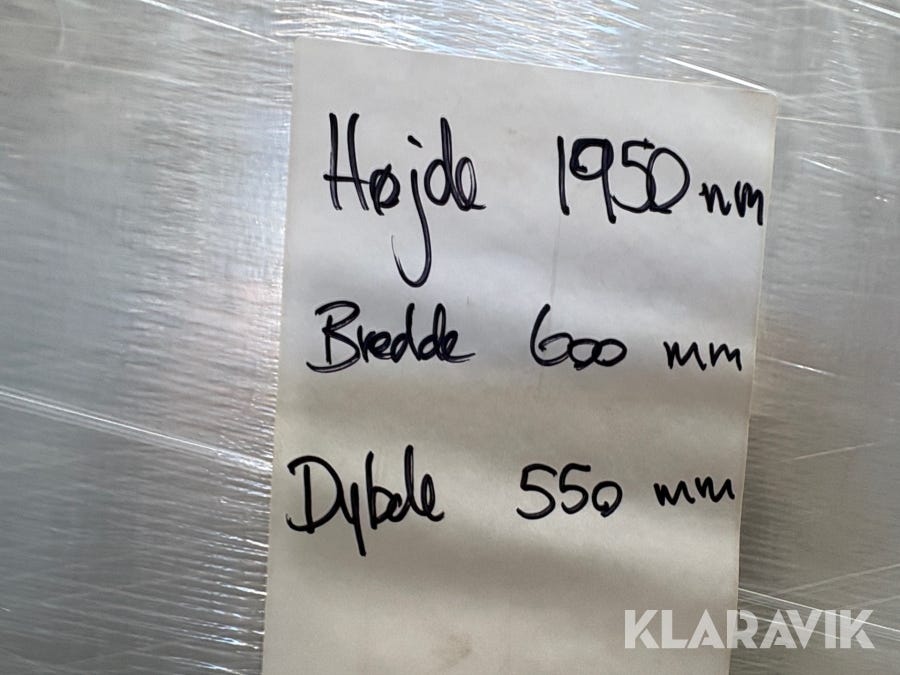 Højde 1950 mm
Bredde 600 mm
Dybde 550 mm
KLARAVIK